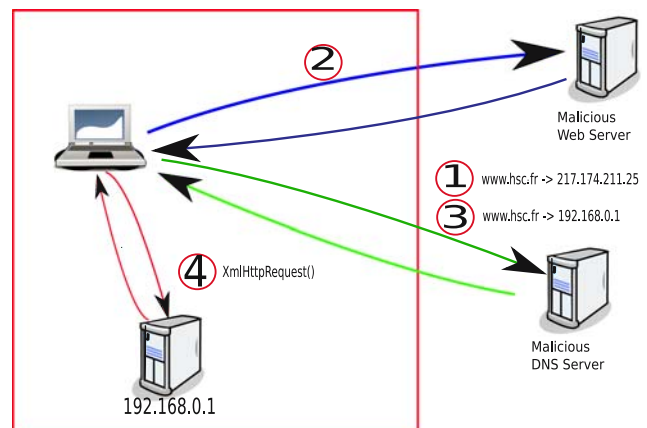 2
Malicious
Web Server
1 www.hsc.fr -> 217.174.211.25
3 www.hsc.fr -> 192.168.0.1
4 XmlHttpRequest()
Malicious
DNS Server
192.168.0.1